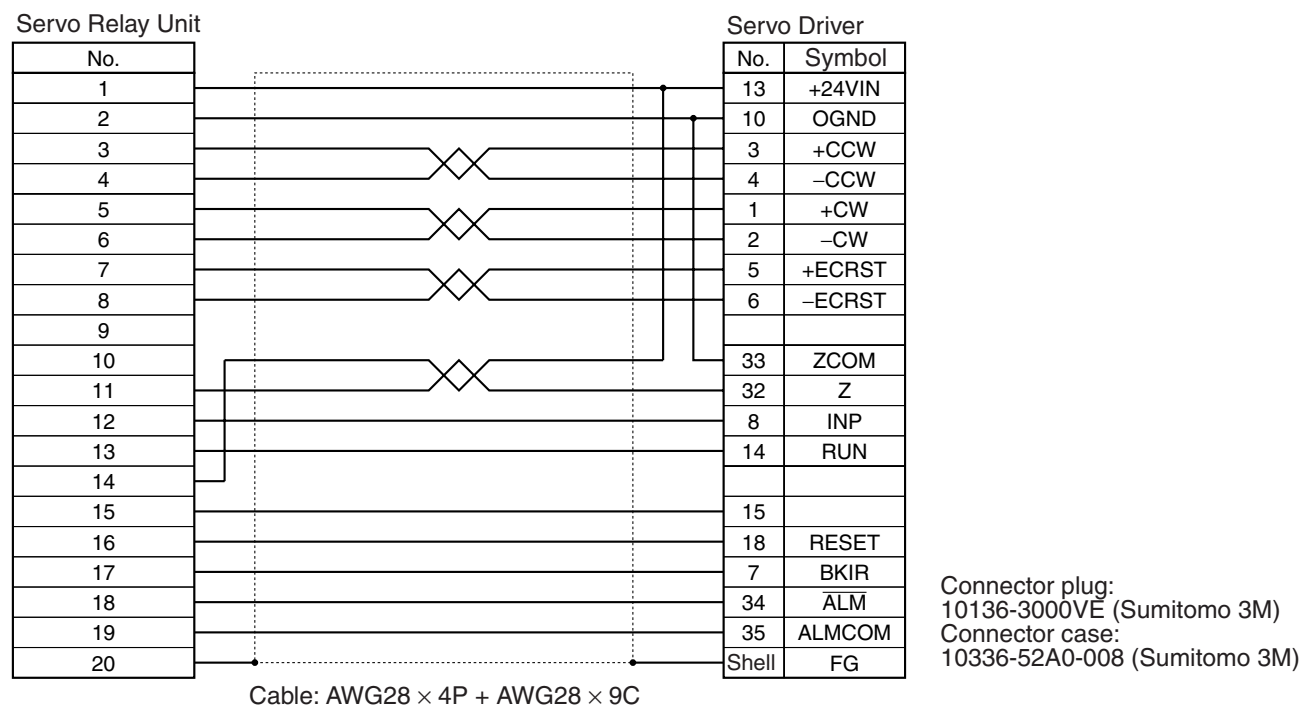 Servo Relay Unit Servo Driver
No. No. Symbol
1 13 +24VIN
2 10 OGND
3 3 +CCW
4 4 −CCW
5 1 +CW
6 2 −CW
7 5 +ECRST
8 6 −ECRST
9
10 33 ZCOM
11 32 Z
12 8 INP
13 14 RUN
14
15 15
16 18 RESET
17 7 BKIR
18 34 A̅L̅M̅
19 35 ALMCOM
20 Shell FG
Connector plug:
10136-3000VE (Sumitomo 3M)
Connector case:
10336-52A0-008 (Sumitomo 3M)
Cable: AWG28 × 4P + AWG28 × 9C